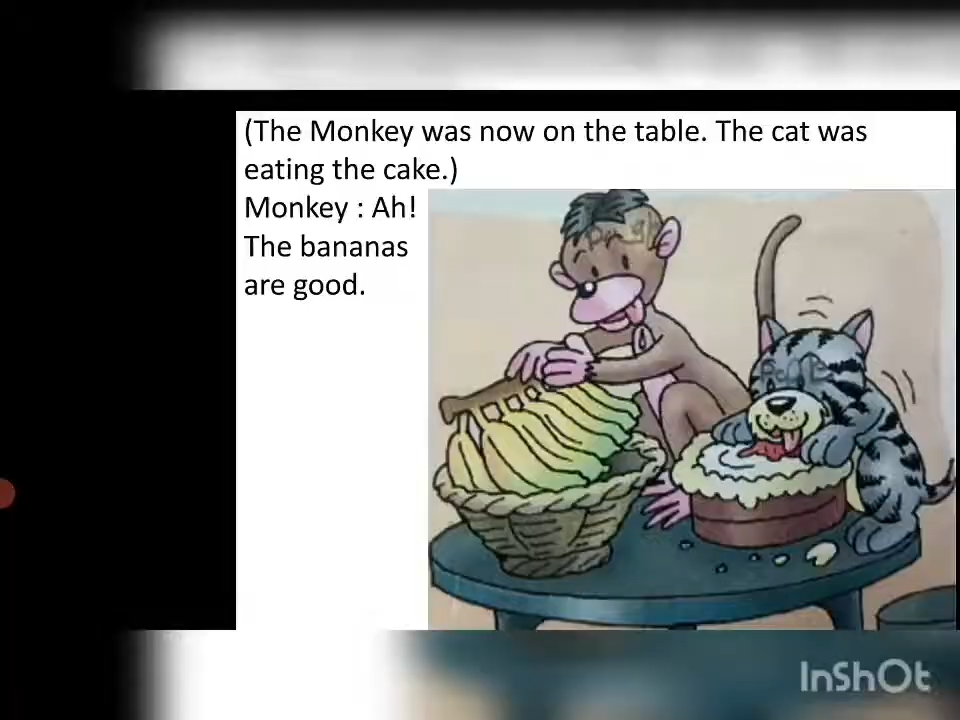 (The Monkey was now on the table. The cat was
eating the cake.)
Monkey : Ah!
The bananas
are good.
InShOt